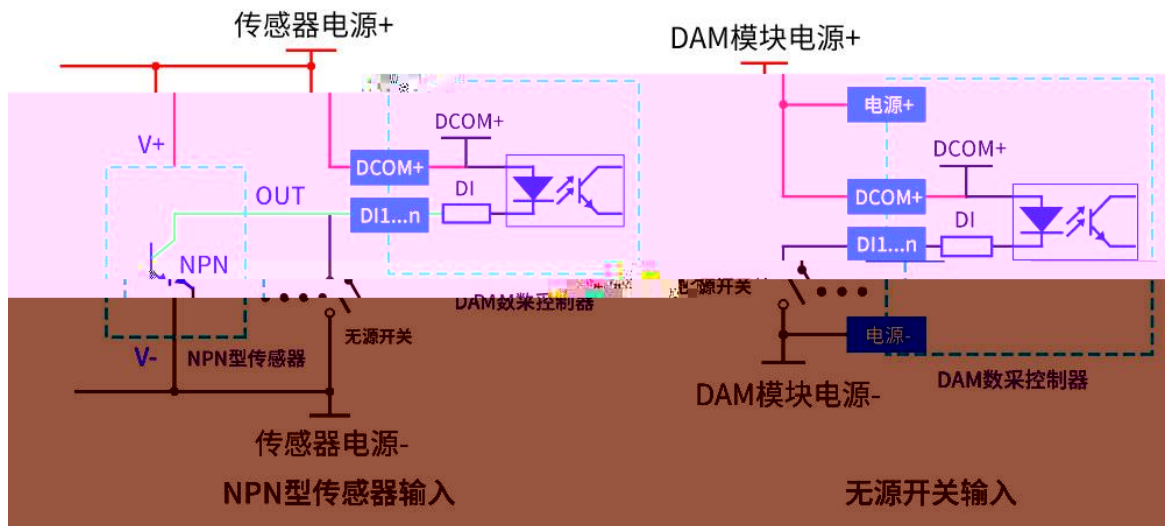 传感器电源+
V+
OUT
NPN
V-
NPN型传感器
DCOM+
DCOM+
DI
DI1...n
DAM数采控制器
无源开关
传感器电源-
NPN型传感器输入
DAM模块电源+
电源+
DCOM+
DCOM+
DI
DI1...n
无源开关
电源-
DAM数采控制器
DAM模块电源-
无源开关输入